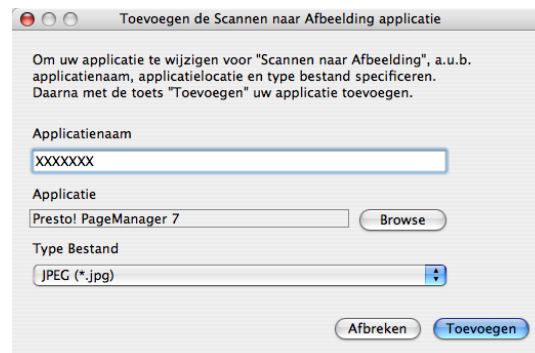 Toevoegen de Scannen naar Afbeelding applicatie
Om uw applicatie te wijzigen voor "Scannen naar Afbeelding", a.u.b.
applicatienaam, applicatielocatie en type bestand specificeren.
Daarna met de toets "Toevoegen" uw applicatie toevoegen.
Applicatienaam
XXXXXXX
Applicatie
Presto! PageManager 7
Browse
Type Bestand
JPEG (*.jpg)
Afbreken
Toevoegen